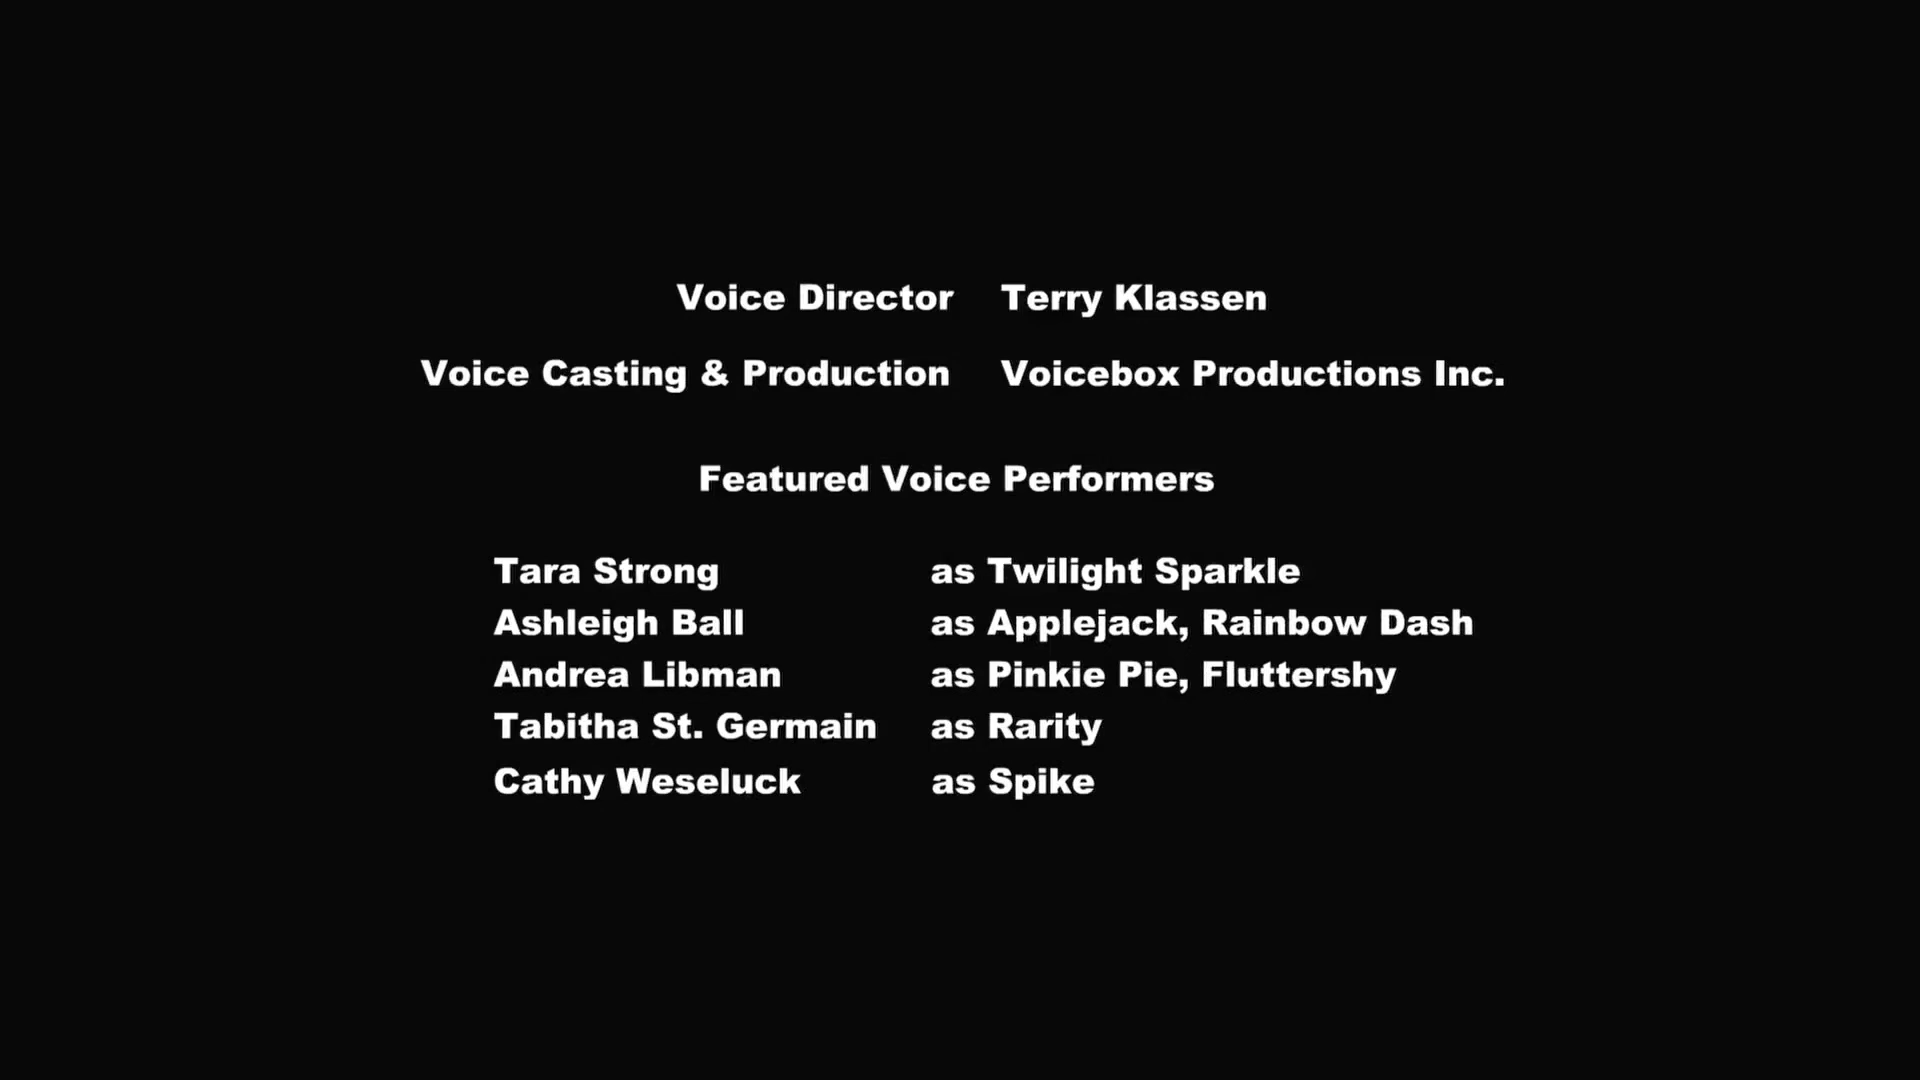 Voice Director Terry Klassen
Voice Casting & Production Voicebox Productions Inc.
Featured Voice Performers
Tara Strong as Twilight Sparkle
Ashleigh Ball as Applejack, Rainbow Dash
Andrea Libman as Pinkie Pie, Fluttershy
Tabitha St. Germain as Rarity
Cathy Weseluck as Spike